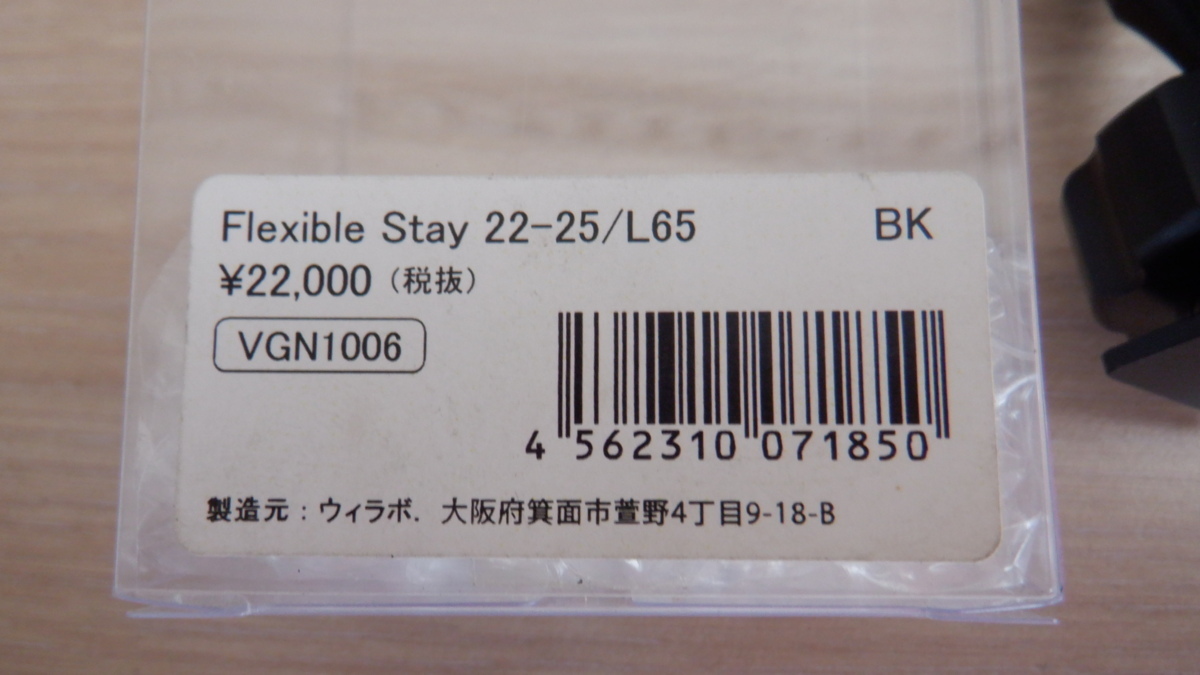 Flexible Stay 22-25/L65 BK
¥22,000（税抜）
VGN1006
4 562310 071850
製造元：ウィラボ. 大阪府箕面市萱野4丁目9-18-B